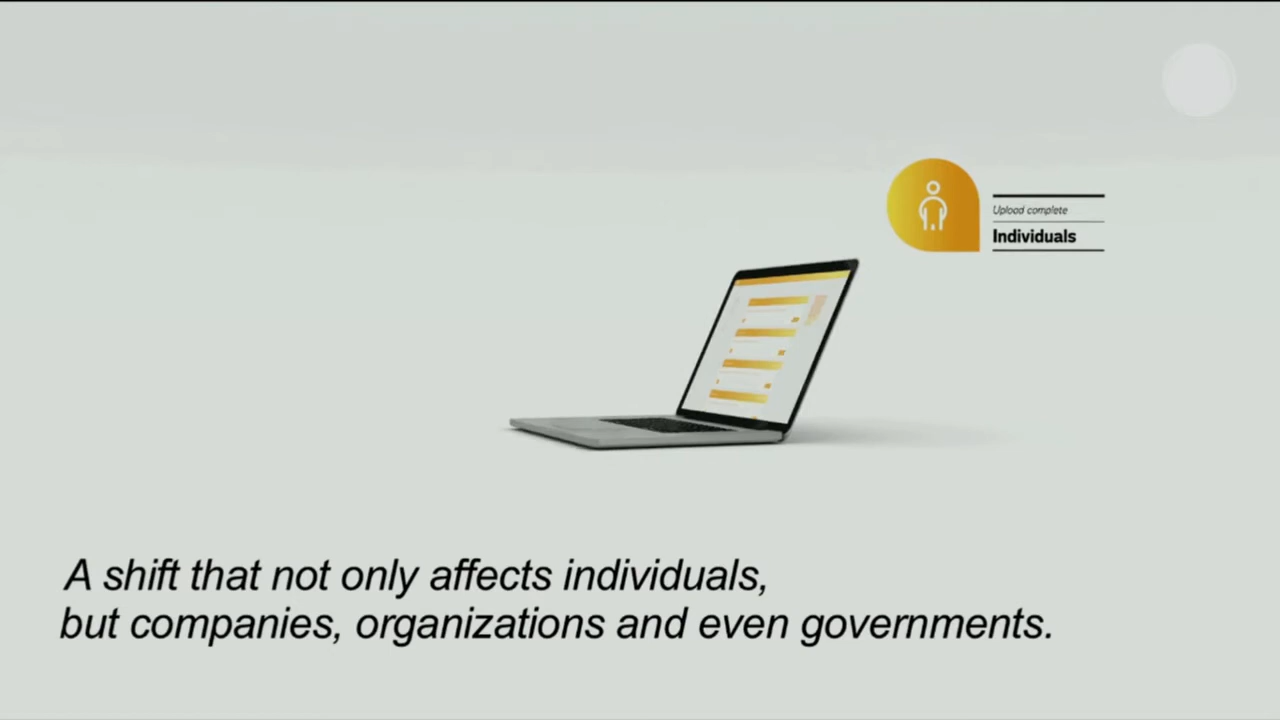 Upload complete
Individuals
A shift that not only affects individuals,
but companies, organizations and even governments.